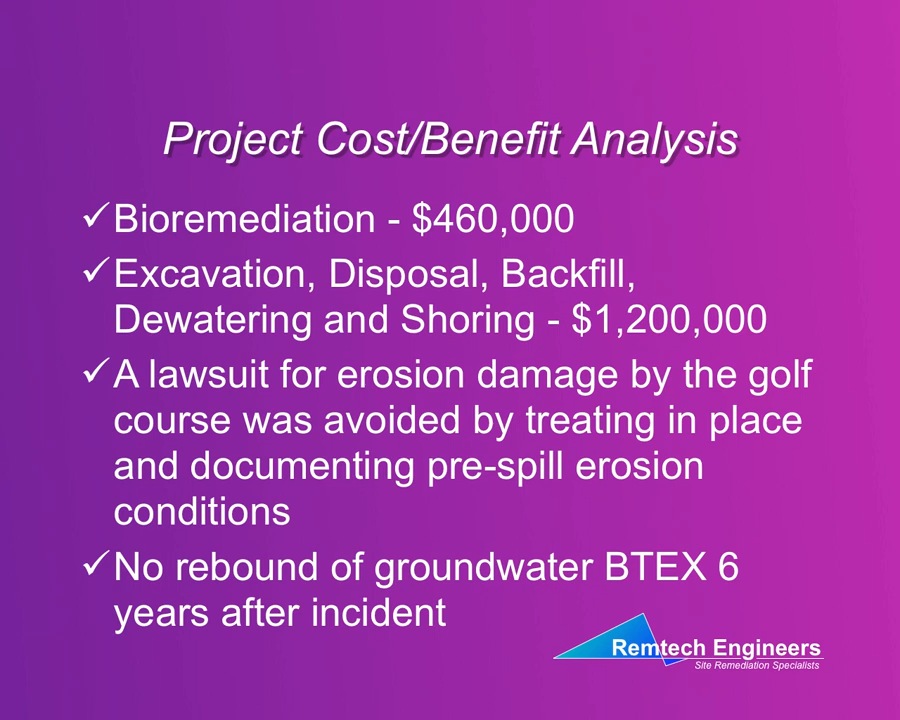 Project Cost/Benefit Analysis
✓Bioremediation - $460,000
✓Excavation, Disposal, Backfill,
Dewatering and Shoring - $1,200,000
✓A lawsuit for erosion damage by the golf
course was avoided by treating in place
and documenting pre-spill erosion
conditions
✓No rebound of groundwater BTEX 6
years after incident
Remtech Engineers
Site Remediation Specialists